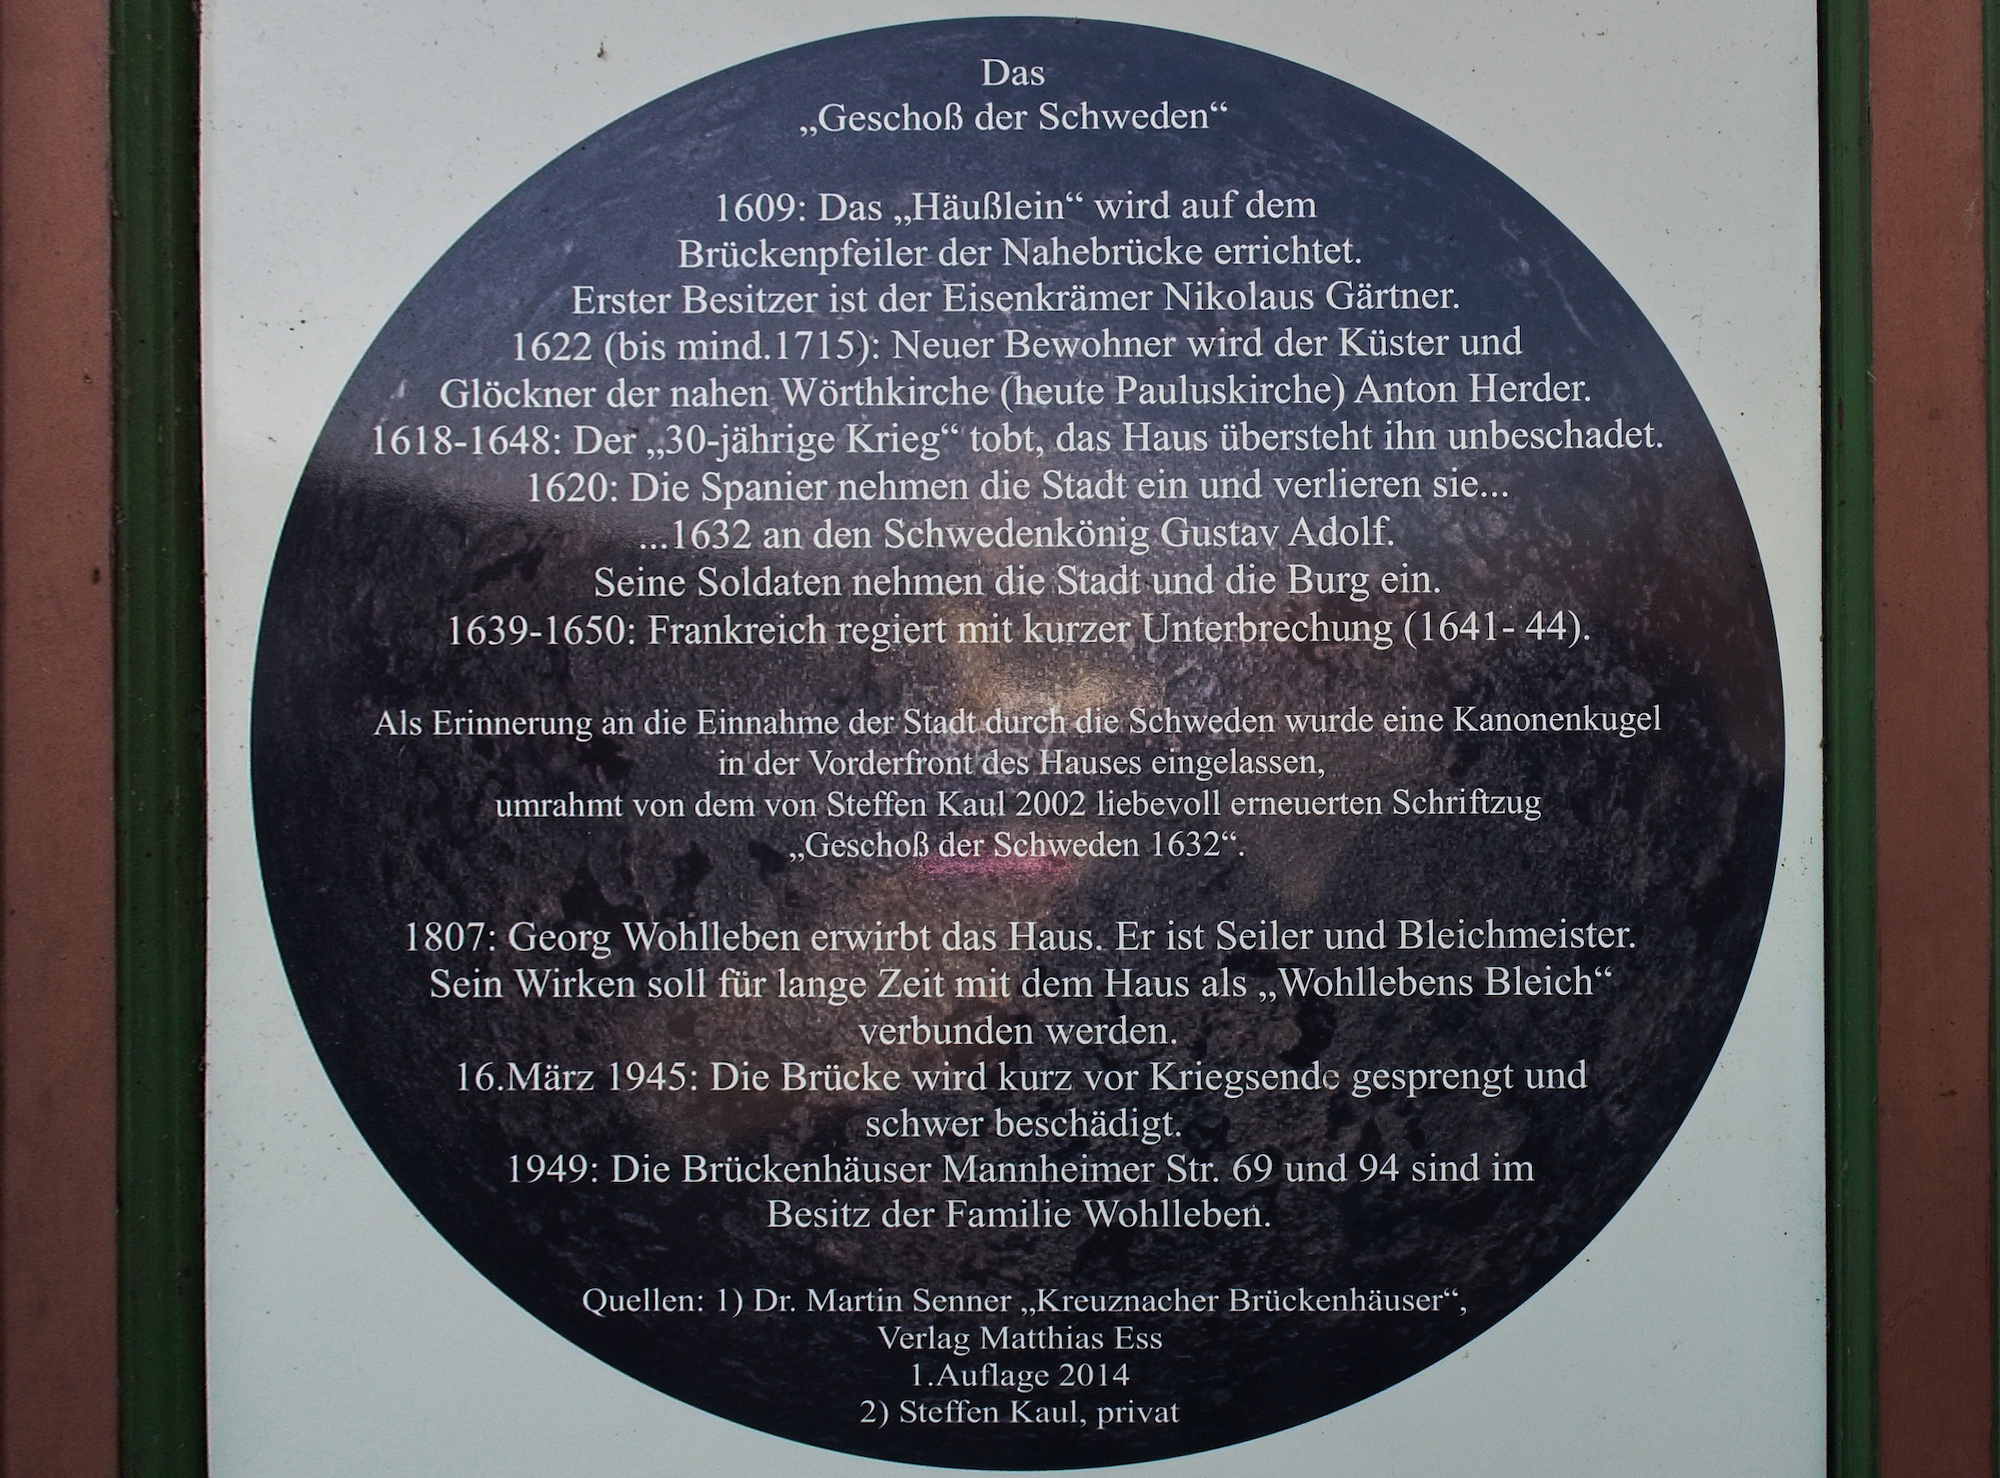 Das
„Geschoß der Schweden“
1609: Das „Häußlein“ wird auf dem
Brückenpfeiler der Nahebrücke errichtet.
Erster Besitzer ist der Eisenkrämer Nikolaus Gärtner.
1622 (bis mind.1715): Neuer Bewohner wird der Küster und
Glöckner der nahen Wörthkirche (heute Pauluskirche) Anton Herder.
1618-1648: Der „30-jährige Krieg“ tobt, das Haus übersteht ihn unbeschadet.
1620: Die Spanier nehmen die Stadt ein und verlieren sie...
...1632 an den Schwedenkönig Gustav Adolf.
Seine Soldaten nehmen die Stadt und die Burg ein.
1639-1650: Frankreich regiert mit kurzer Unterbrechung (1641- 44).
Als Erinnerung an die Einnahme der Stadt durch die Schweden wurde eine Kanonenkugel
in der Vorderfront des Hauses eingelassen,
umrahmt von dem von Steffen Kaul 2002 liebevoll erneuerten Schriftzug
„Geschoß der Schweden 1632“.
1807: Georg Wohlleben erwirbt das Haus. Er ist Seiler und Bleichmeister.
Sein Wirken soll für lange Zeit mit dem Haus als „Wohllebens Bleich“
verbunden werden.
16.März 1945: Die Brücke wird kurz vor Kriegsende gesprengt und
schwer beschädigt.
1949: Die Brückenhäuser Mannheimer Str. 69 und 94 sind im
Besitz der Familie Wohlleben.
Quellen: 1) Dr. Martin Senner „Kreuznacher Brückenhäuser“,
Verlag Matthias Ess
1.Auflage 2014
2) Steffen Kaul, privat